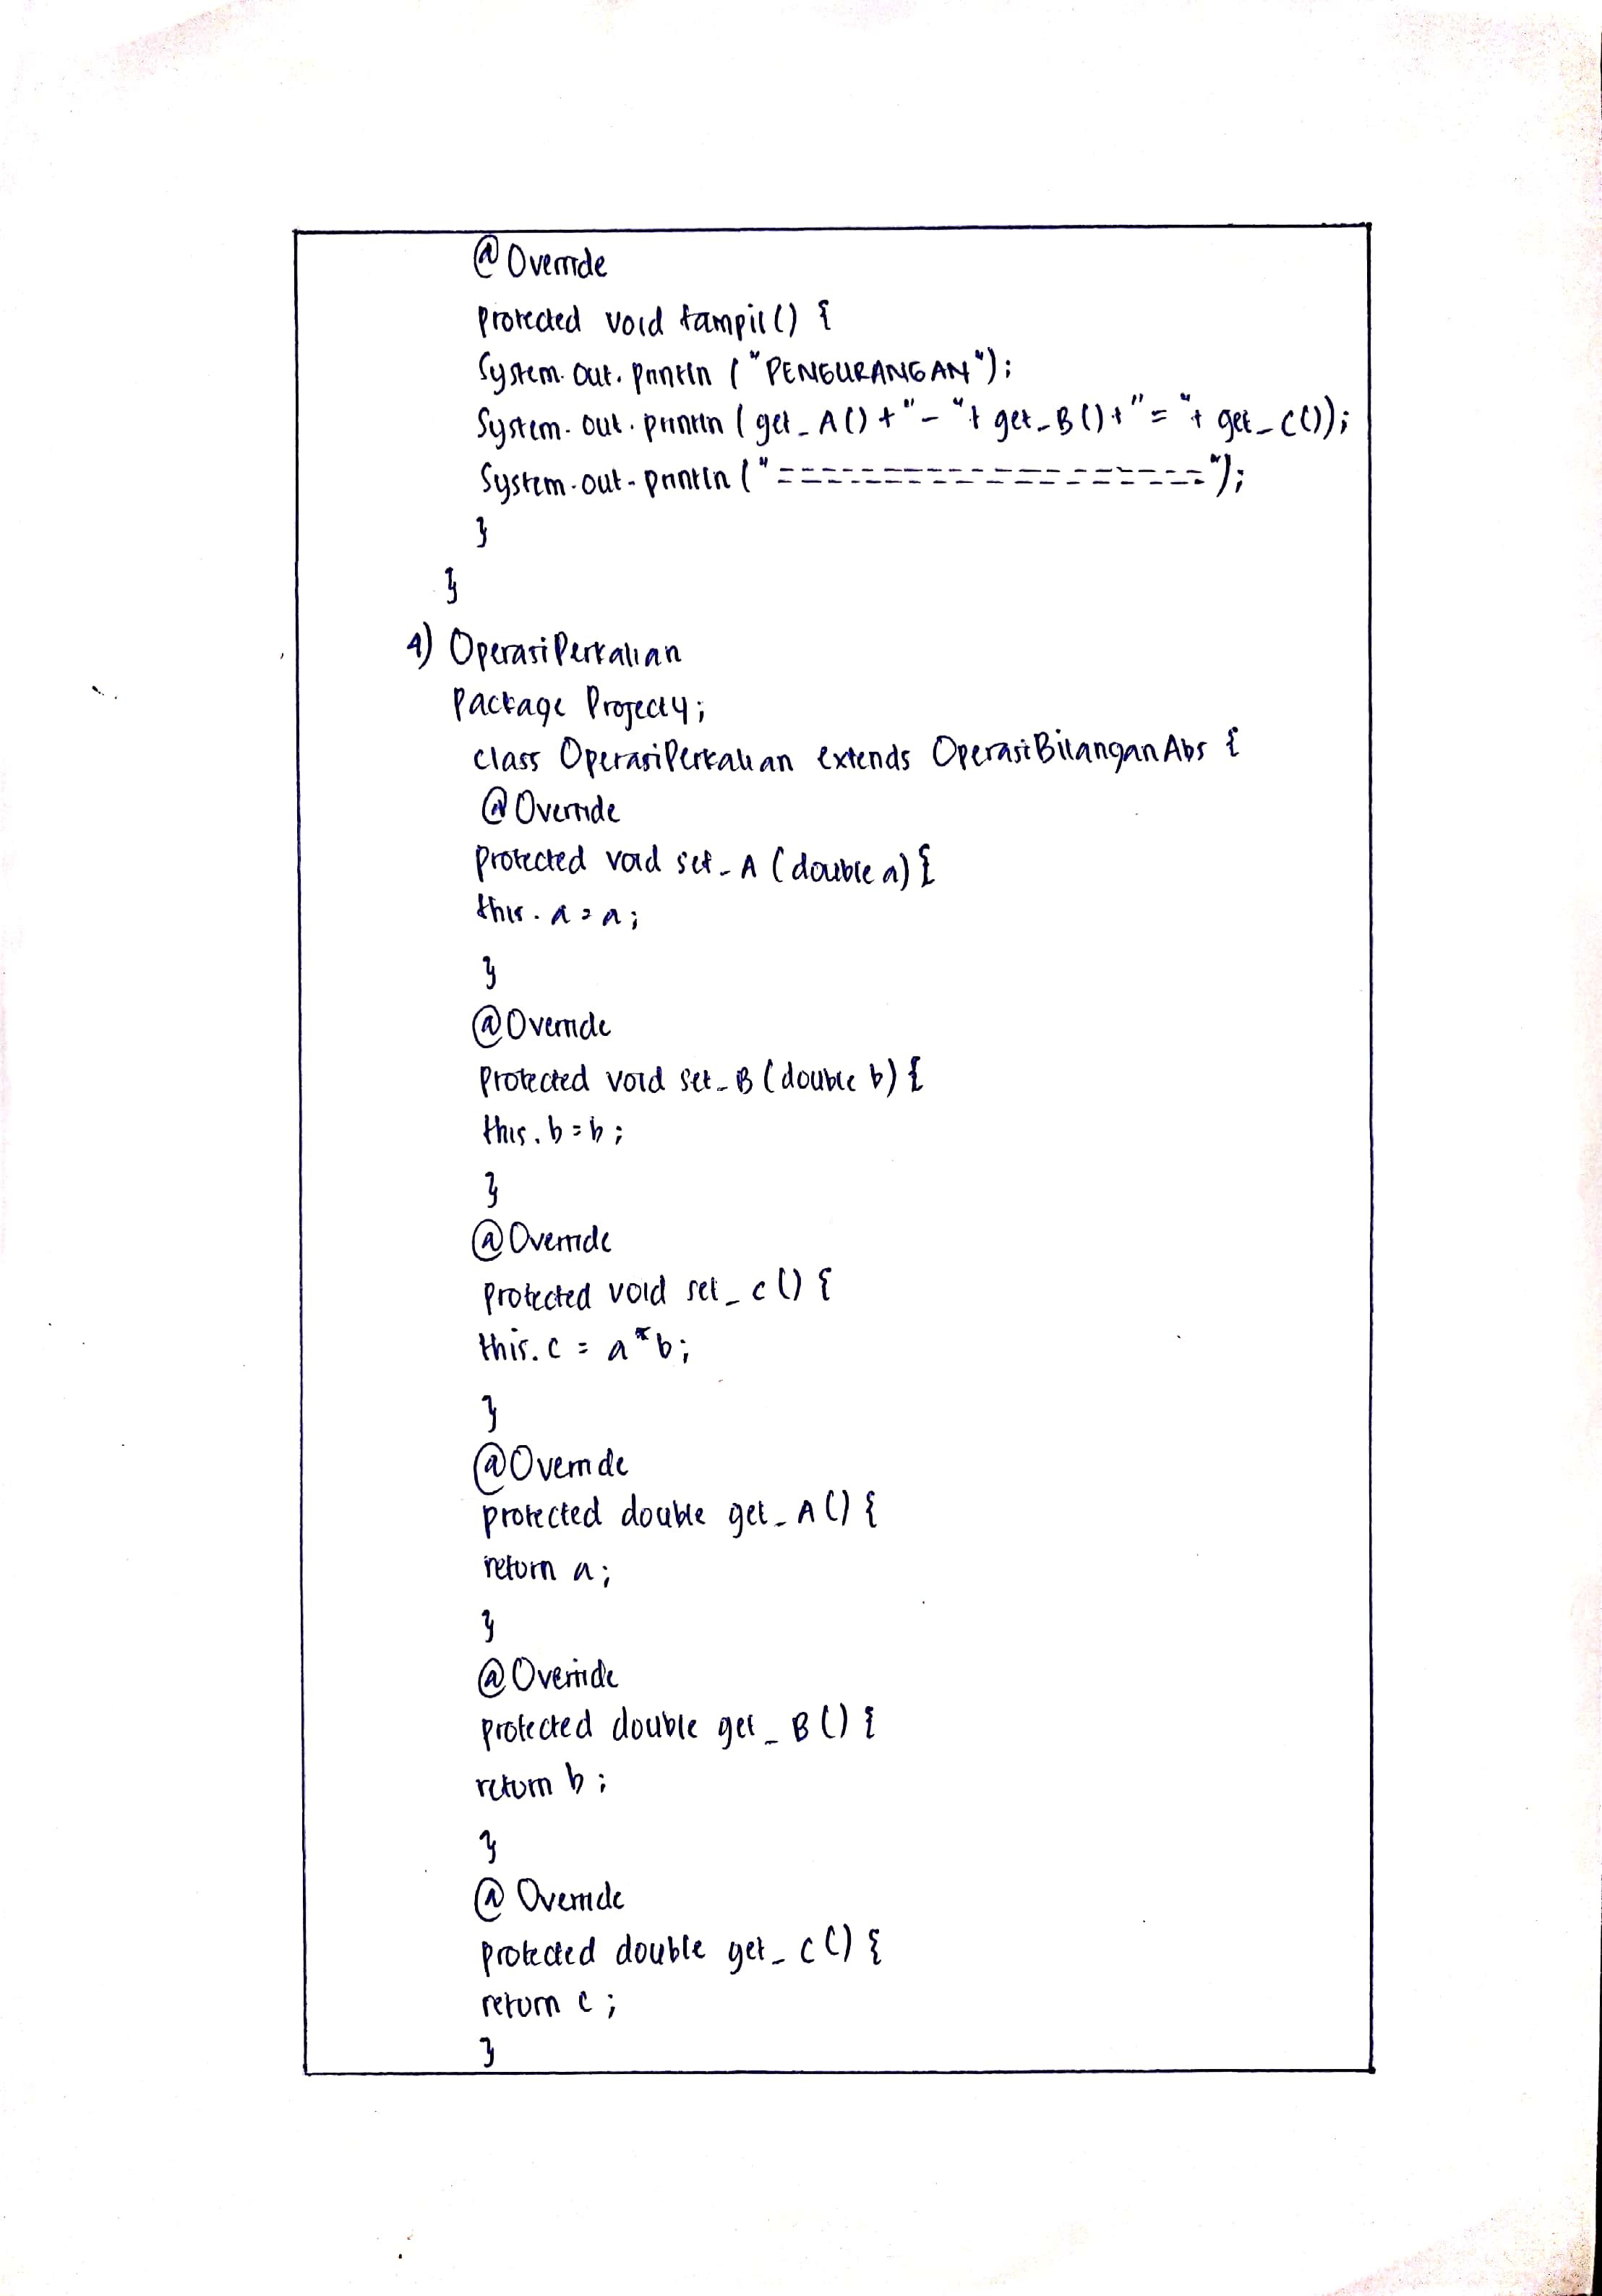 @Override
protected void tampil() {
System.out.println ("PENGURANGAN");
System.out.println (get_A()+"-"+ get_B()+"="+ get_C());
System.out.println ("========================");
}
}
4) OperasiPerkalian
Package Project4;
class OperasiPerkalian extends OperasiBilanganAbs {
@Override
protected void set_A (double a) {
this.a = a;
}
@Override
protected void set_B (double b) {
this.b = b;
}
@Override
protected void set_c () {
this.c = a*b;
}
@Override
protected double get_A () {
return a;
}
@Override
protected double get_B () {
return b;
}
@Override
protected double get_c () {
return c;
}